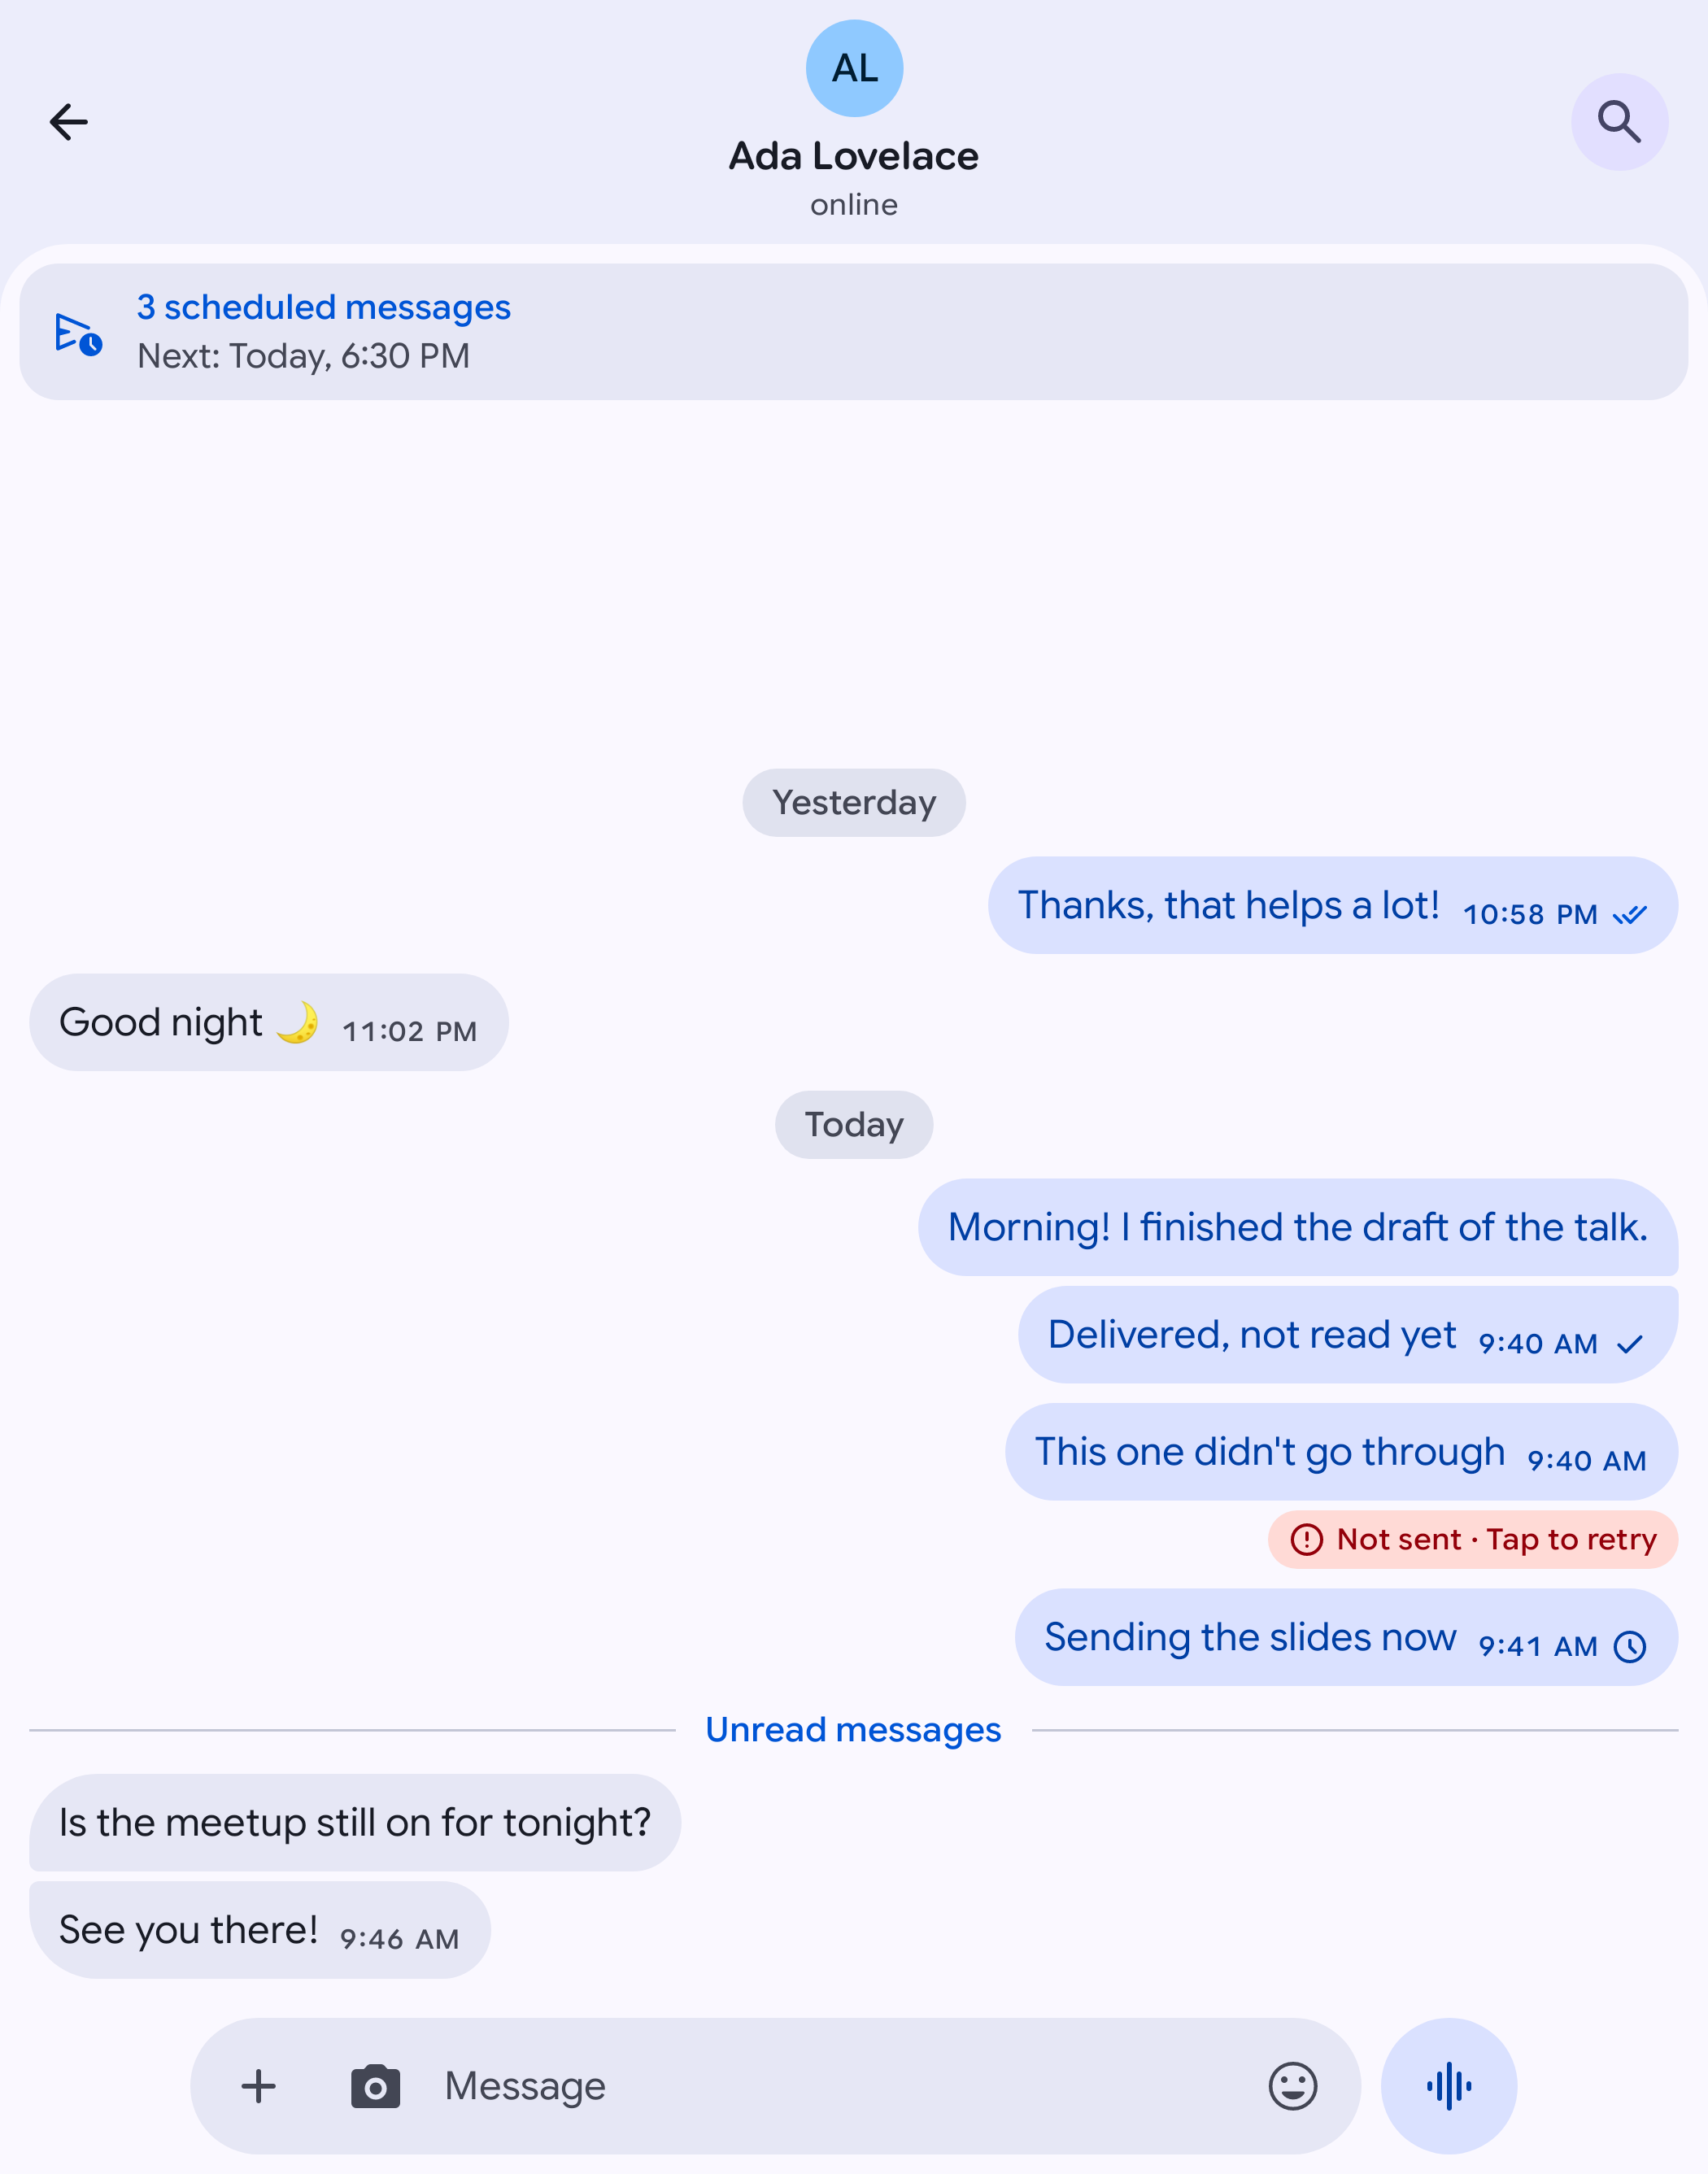 AL
Ada Lovelace
online
3 scheduled messages
Next: Today, 6:30 PM
Yesterday
Thanks, that helps a lot! 10:58 PM
Good night 🌙 11:02 PM
Today
Morning! I finished the draft of the talk.
Delivered, not read yet 9:40 AM
This one didn't go through 9:40 AM
Not sent · Tap to retry
Sending the slides now 9:41 AM
Unread messages
Is the meetup still on for tonight?
See you there! 9:46 AM
Message